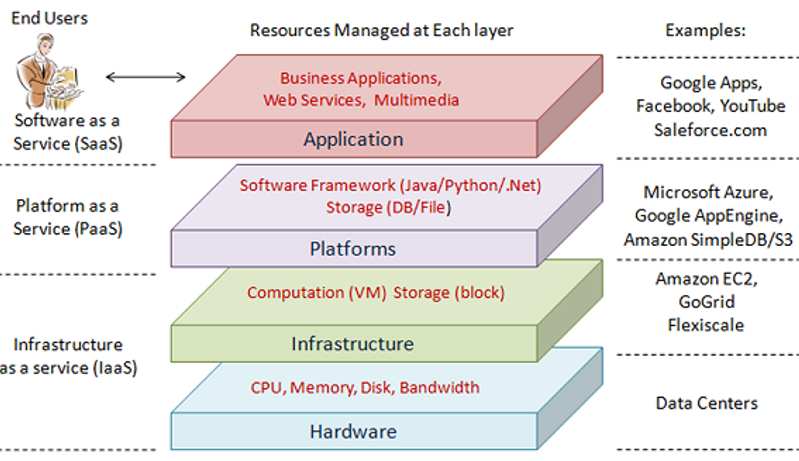 End Users
Resources Managed at Each layer
Examples:
Software as a
Service (SaaS)
Business Applications,
Web Services, Multimedia
Application
Google Apps,
Facebook, YouTube
Saleforce.com
Platform as a
Service (PaaS)
Software Framework (Java/Python/.Net)
Storage (DB/File)
Platforms
Microsoft Azure,
Google AppEngine,
Amazon SimpleDB/S3
Infrastructure
as a service (IaaS)
Computation (VM) Storage (block)
Infrastructure
Amazon EC2,
GoGrid
Flexiscale
CPU, Memory, Disk, Bandwidth
Hardware
Data Centers